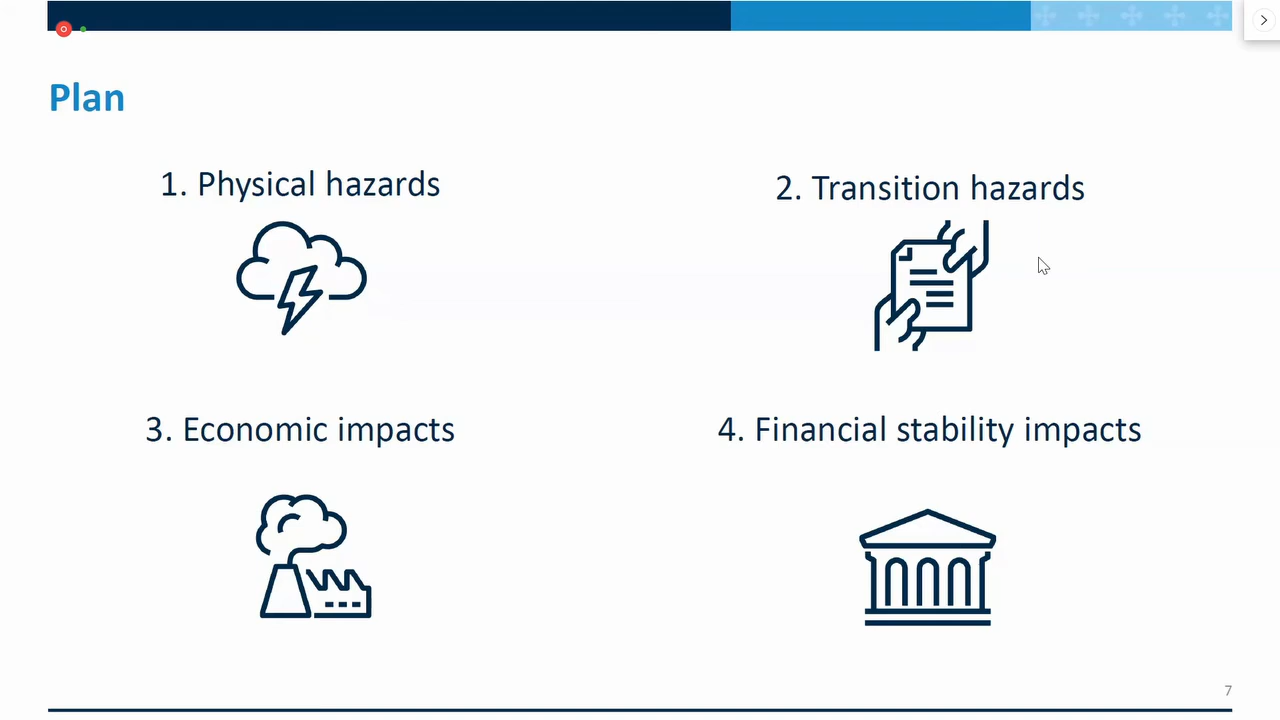 Plan
1. Physical hazards
2. Transition hazards
3. Economic impacts
4. Financial stability impacts
7